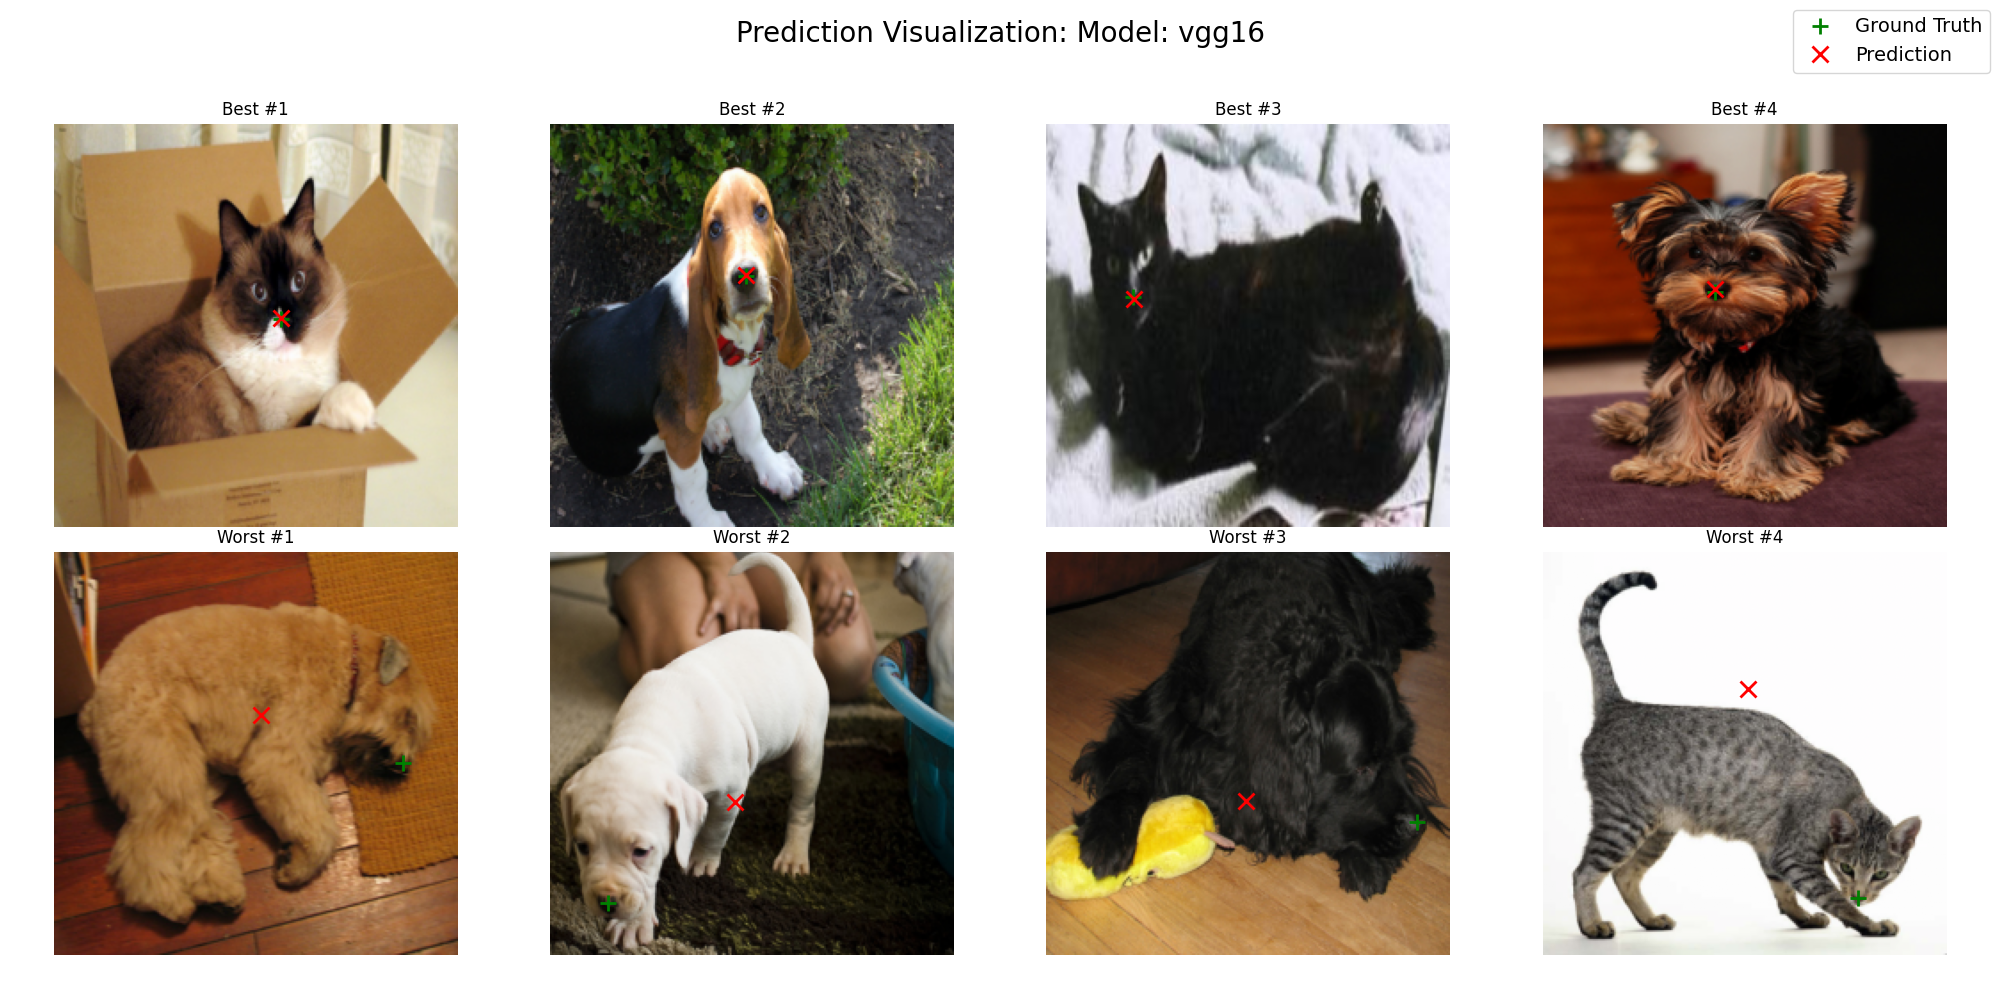 Prediction Visualization: Model: vgg16
Ground Truth
Prediction
Best #1
Best #2
Best #3
Best #4
Worst #1
Worst #2
Worst #3
Worst #4